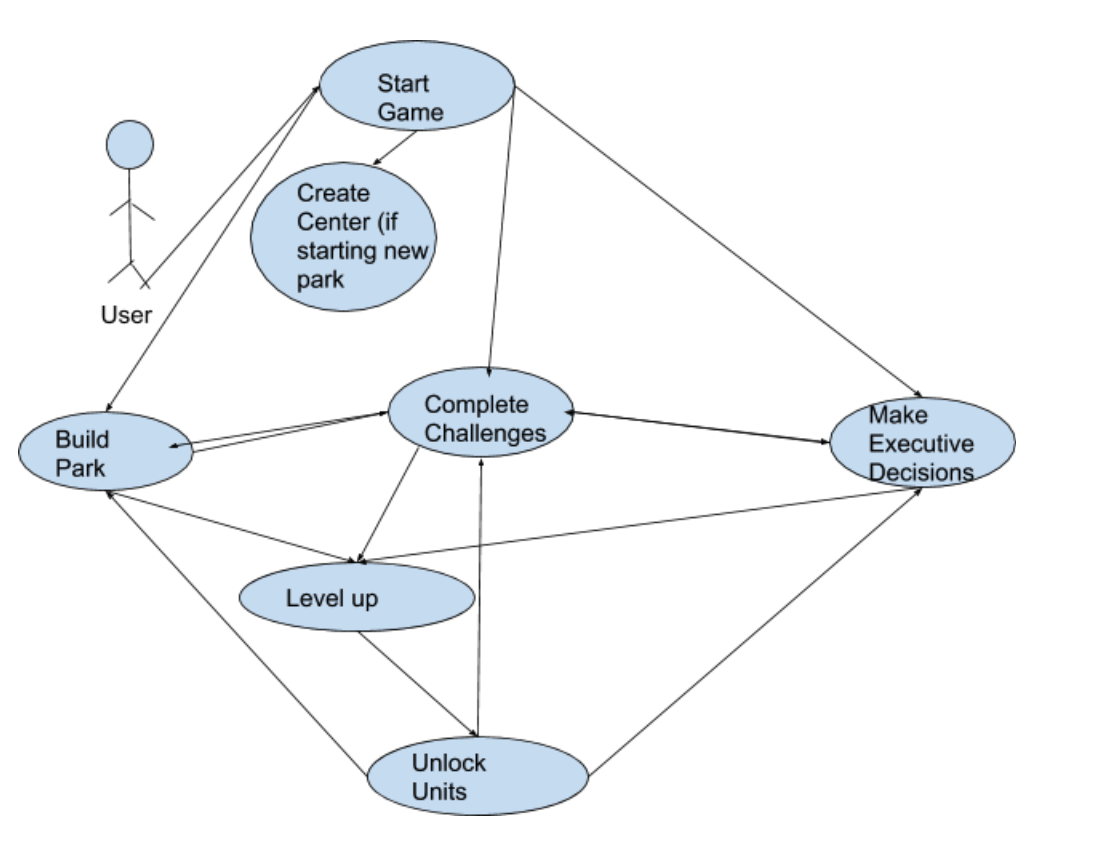 Start
Game
Create
Center (if
starting new
park
User
Complete
Challenges
Build
Park
Make
Executive
Decisions
Level up
Unlock
Units